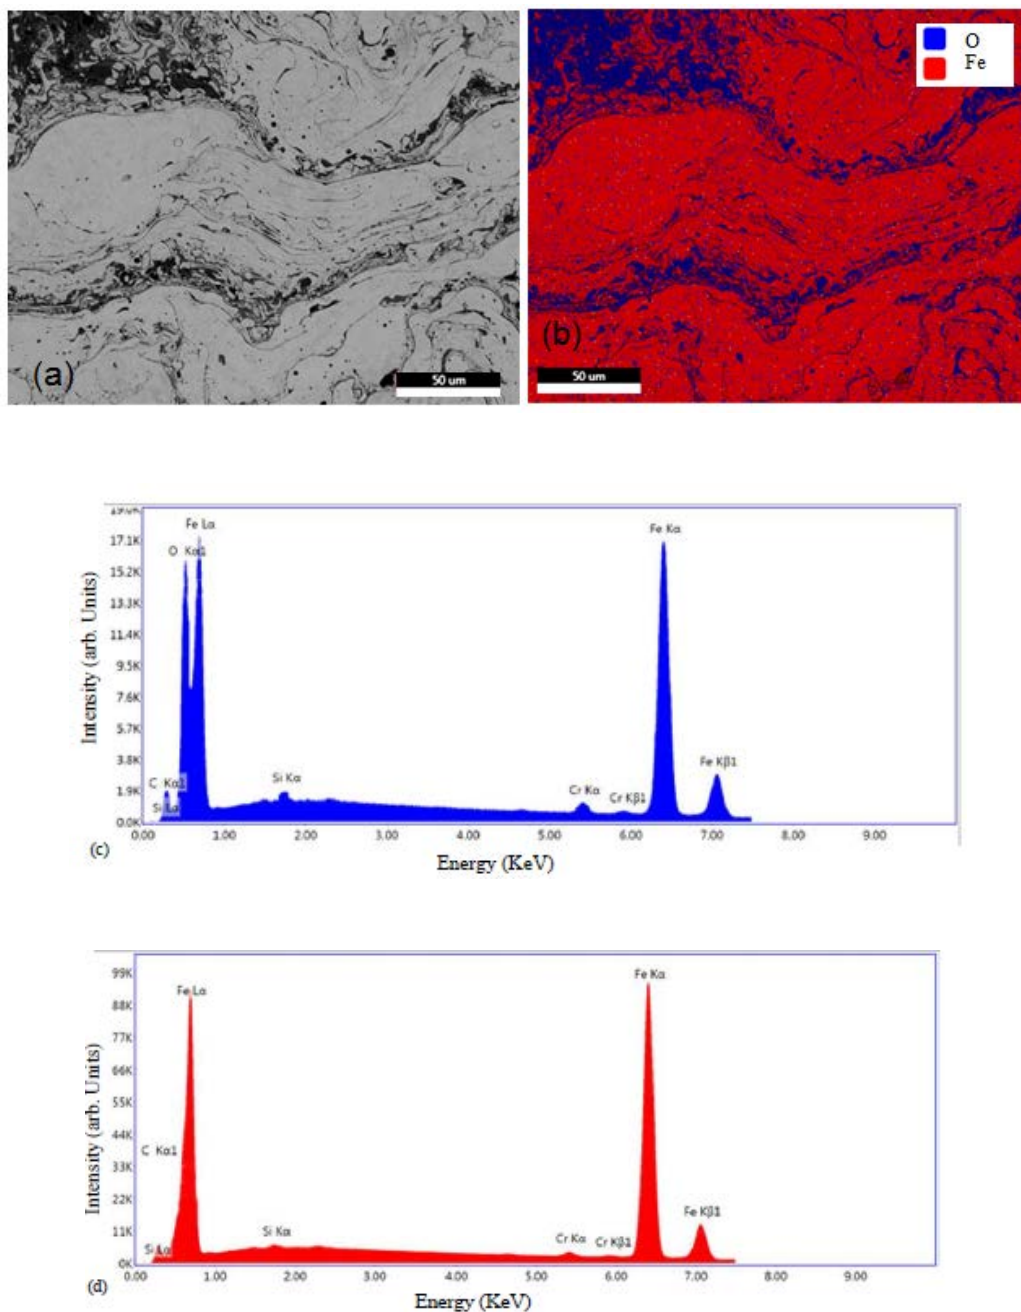 O
Fe
(a)
50 um
(b)
50 um
19.0K
17.1K
15.2K
13.3K
11.4K
9.5K
7.6K
5.7K
3.8K
1.9K
0.0K
Fe Lα
O Kα1
C Kα1
Si Lα
Si Kα
Cr Kα
Cr Kβ1
Fe Kα
Fe Kβ1
0.00 1.00 2.00 3.00 4.00 5.00 6.00 7.00 8.00 9.00
Intensity (arb. Units)
Energy (KeV)
(c)
99K
88K
77K
66K
55K
44K
33K
22K
11K
0K
Fe Lα
C Kα1
Si Lα
Si Kα
Cr Kα
Cr Kβ1
Fe Kα
Fe Kβ1
0.00 1.00 2.00 3.00 4.00 5.00 6.00 7.00 8.00 9.00
Intensity (arb. Units)
Energy (KeV)
(d)